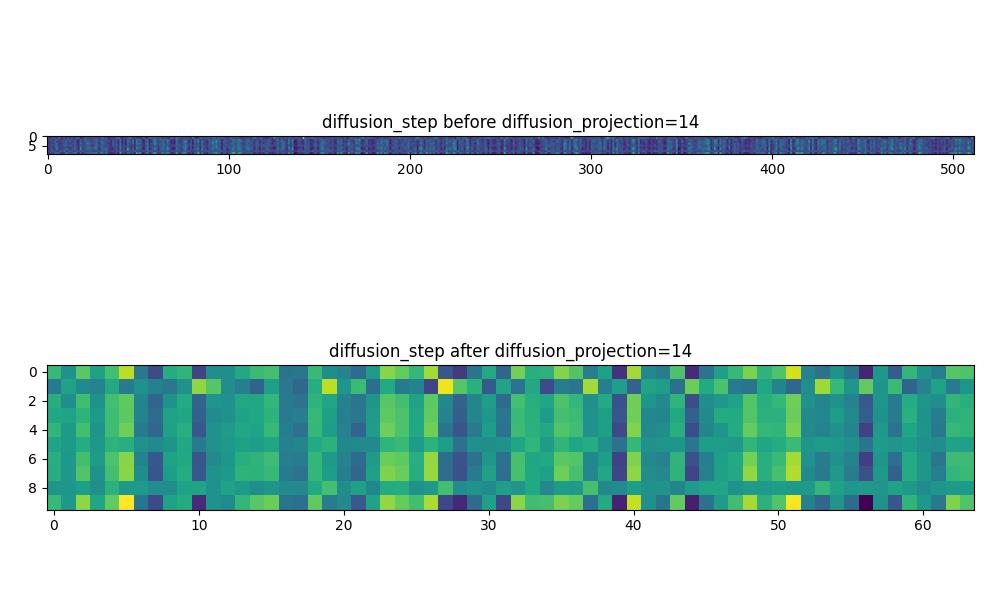 diffusion_step before diffusion_projection=14
0
5
0 100 200 300 400 500
diffusion_step after diffusion_projection=14
0
2
4
6
8
0 10 20 30 40 50 60